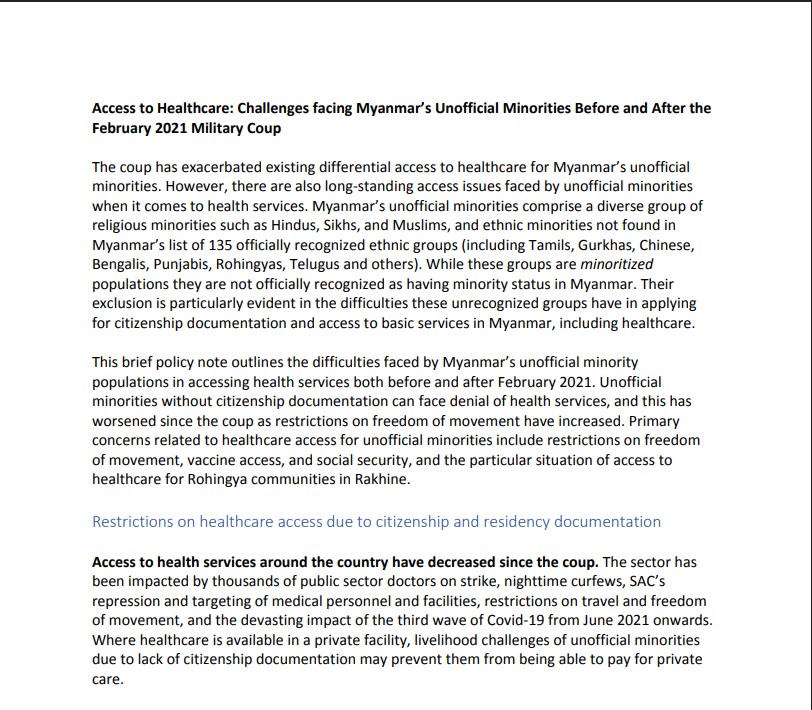 Access to Healthcare: Challenges facing Myanmar's Unofficial Minorities Before and After the
February 2021 Military Coup
The coup has exacerbated existing differential access to healthcare for Myanmar's unofficial
minorities. However, there are also long-standing access issues faced by unofficial minorities
when it comes to health services. Myanmar's unofficial minorities comprise a diverse group of
religious minorities such as Hindus, Sikhs, and Muslims, and ethnic minorities not found in
Myanmar's list of 135 officially recognized ethnic groups (including Tamils, Gurkhas, Chinese,
Bengalis, Punjabis, Rohingyas, Telugus and others). While these groups are minoritized
populations they are not officially recognized as having minority status in Myanmar. Their
exclusion is particularly evident in the difficulties these unrecognized groups have in applying
for citizenship documentation and access to basic services in Myanmar, including healthcare.
This brief policy note outlines the difficulties faced by Myanmar's unofficial minority
populations in accessing health services both before and after February 2021. Unofficial
minorities without citizenship documentation can face denial of health services, and this has
worsened since the coup as restrictions on freedom of movement have increased. Primary
concerns related to healthcare access for unofficial minorities include restrictions on freedom
of movement, vaccine access, and social security, and the particular situation of access to
healthcare for Rohingya communities in Rakhine.
Restrictions on healthcare access due to citizenship and residency documentation
Access to health services around the country have decreased since the coup. The sector has
been impacted by thousands of public sector doctors on strike, nighttime curfews, SAC's
repression and targeting of medical personnel and facilities, restrictions on travel and freedom
of movement, and the devasting impact of the third wave of Covid-19 from June 2021 onwards.
Where healthcare is available in a private facility, livelihood challenges of unofficial minorities
due to lack of citizenship documentation may prevent them from being able to pay for private
care.